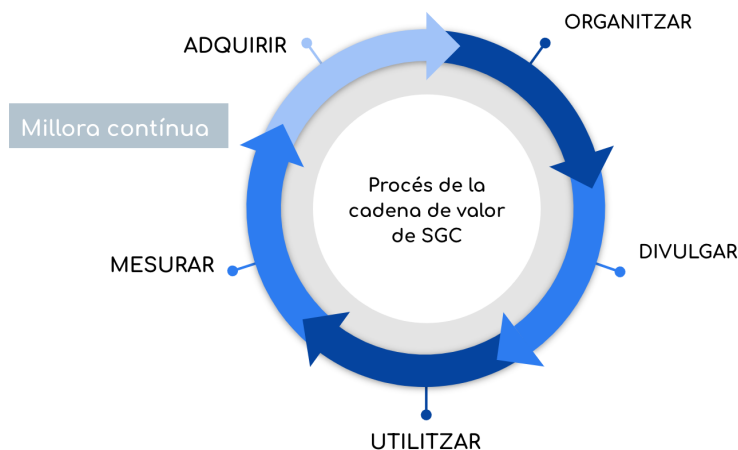 ORGANITZAR
ADQUIRIR
Millora contínua
Procés de la
cadena de valor
de SGC
DIVULGAR
MESURAR
UTILITZAR